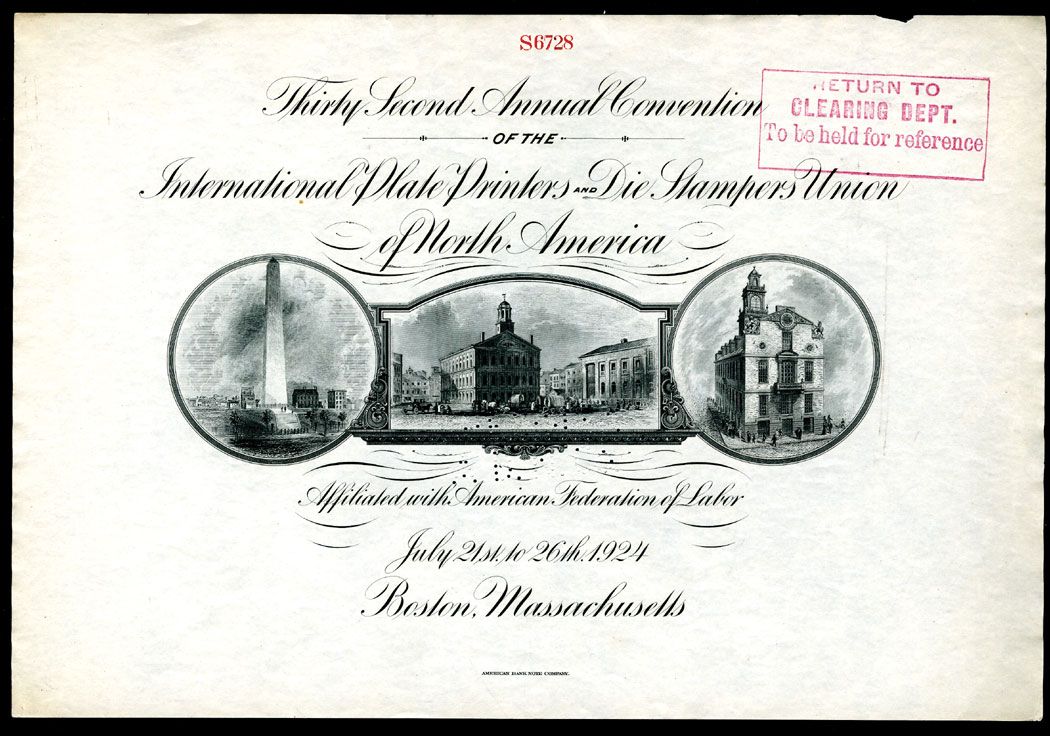 S6728
Thirty Second Annual Convention
OF THE
International Plate Printers AND Die Stampers Union
of North America
RETURN TO
CLEARING DEPT.
To be held for reference
Affiliated with American Federation of Labor
July 21st, to 26th, 1924
Boston, Massachusetts
AMERICAN BANK NOTE COMPANY.